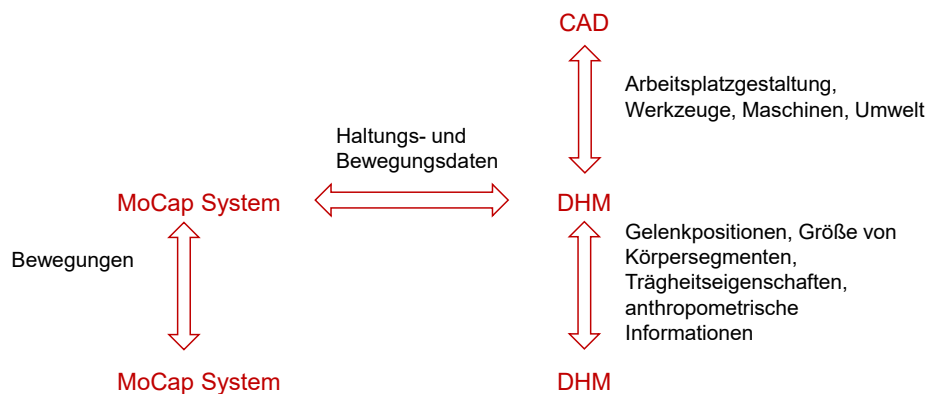 CAD
Arbeitsplatzgestaltung,
Werkzeuge, Maschinen, Umwelt
Haltungs- und
Bewegungsdaten
MoCap System
DHM
Bewegungen
Gelenkpositionen, Größe von
Körpersegmenten,
Trägheitseigenschaften,
anthropometrische
Informationen
MoCap System
DHM